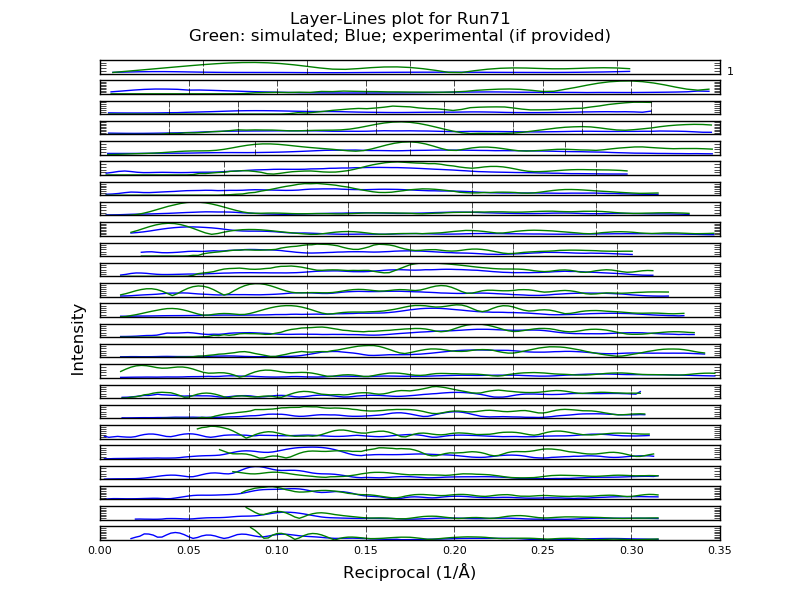 Layer-Lines plot for Run71
Green: simulated; Blue; experimental (if provided)
1
Intensity
0.00 0.05 0.10 0.15 0.20 0.25 0.30 0.35
Reciprocal (1/Å)